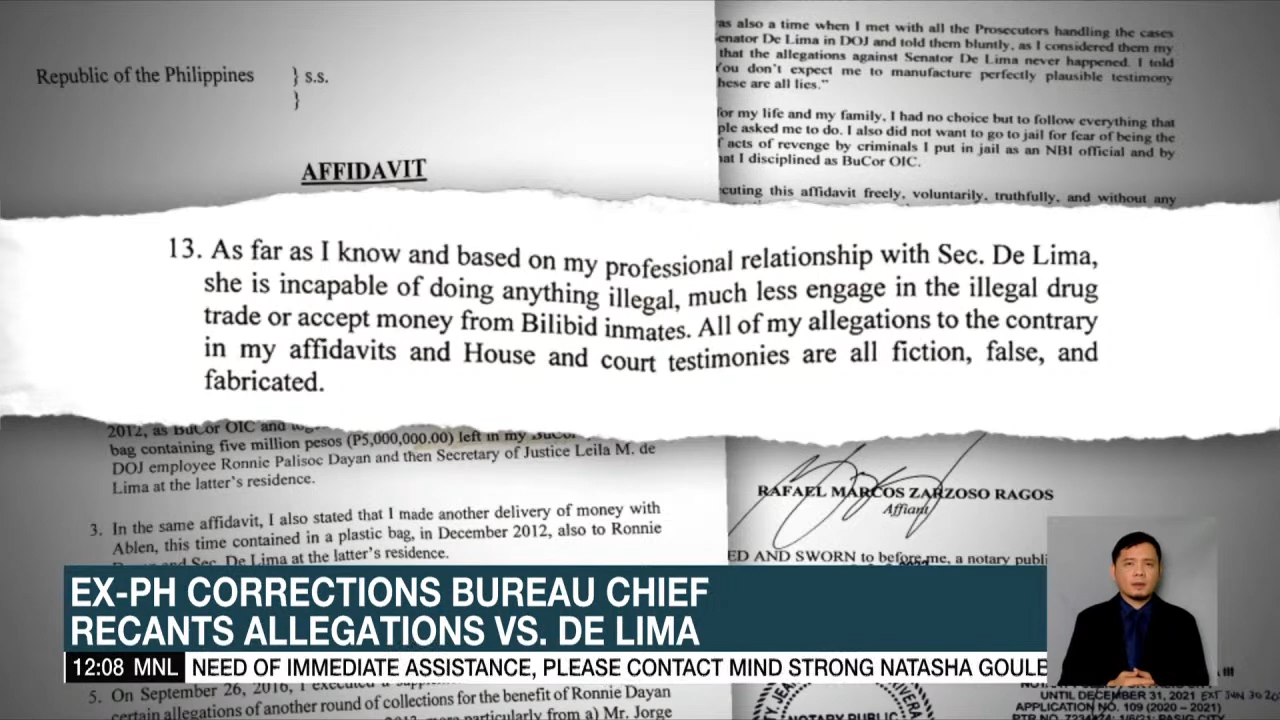 Republic of the Philippines } s.s.
}
AFFIDAVIT
as also a time when I met with all the Prosecutors handling the cases
enator De Lima in DOJ and told them bluntly, as I considered them my
that the allegations against Senator De Lima never happened. I told
You don't expect me to manufacture perfectly plausible testimony
hese are all lies."
for my life and my family, I had no choice but to follow everything that
ple asked me to do. I also did not want to go to jail for fear of being the
f acts of revenge by criminals I put in jail as an NBI official and by
hat I disciplined as BuCor OIC.
cuting this affidavit freely, voluntarily, truthfully, and without any
13. As far as I know and based on my professional relationship with Sec. De Lima,
she is incapable of doing anything illegal, much less engage in the illegal drug
trade or accept money from Bilibid inmates. All of my allegations to the contrary
in my affidavits and House and court testimonies are all fiction, false, and
fabricated.
2012, as BuCor OIC and
bag containing five million pesos (P5,000,000.00) left in my BuCor
DOJ employee Ronnie Palisoc Dayan and then Secretary of Justice Leila M. de
Lima at the latter's residence.
3. In the same affidavit, I also stated that I made another delivery of money with
Ablen, this time contained in a plastic bag, in December 2012, also to Ronnie
Dayan and Sec. De Lima at the latter's residence.
RAFAEL MARCOS ZARZOSO RAGOS
Affiant
ED AND SWORN to before me, a notary publi
EX-PH CORRECTIONS BUREAU CHIEF
RECANTS ALLEGATIONS VS. DE LIMA
12:08 MNL NEED OF IMMEDIATE ASSISTANCE, PLEASE CONTACT MIND STRONG NATASHA GOULE
5. On September 26, 2016, I executed a
certain allegations of another round of collections for the benefit of Ronnie Dayan
more particularly from a) Mr. Jorge
NOTARY PUBLIC
III
UNTIL DECEMBER 31, 2021
APPLICATION NO. 109 (2020 – 2021)